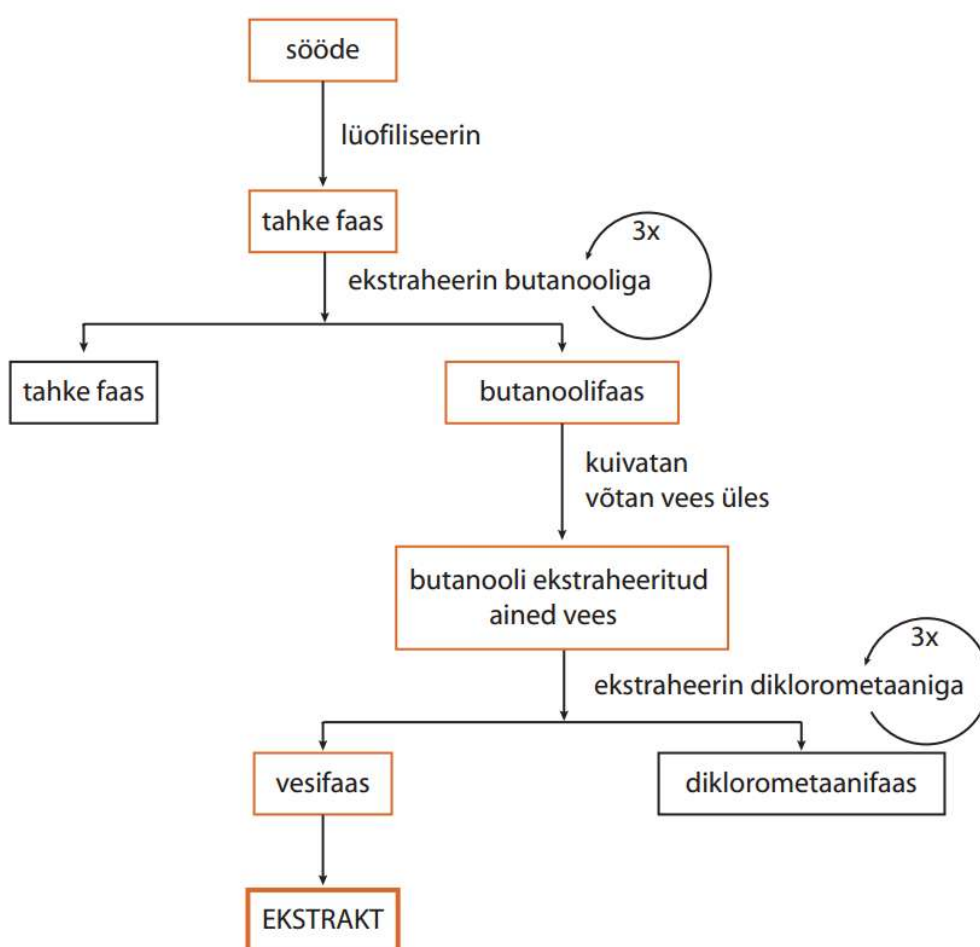 sööde
lüofiliseerin
tahke faas
3x
ekstraheerin butanooliga
tahke faas
butanoolifaas
kuivatan
võtan vees üles
butanooli ekstraheeritud
ained vees
3x
ekstraheerin diklorometaaniga
vesifaas
diklorometaanifaas
EKSTRAKT